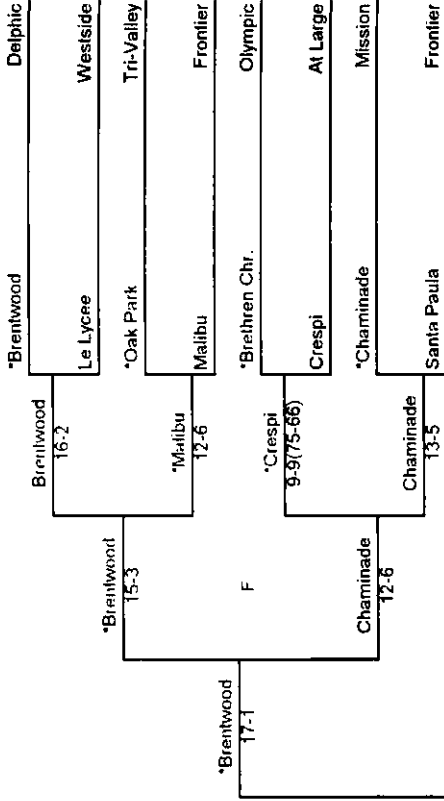 *Brentwood Delphic
Le Lycee Westside
*Oak Park Tri-Valley
Malibu Frontier
*Brethren Chr. Olympic
Crespi At Large
*Chaminade Mission
Santa Paula Frontier
Brentwood
16-2
*Malibu
12-6
*Crespi
9-9(75-66)
Chaminade
13-5
*Brentwood
15-3
F
Chaminade
12-6
*Brentwood
17-1